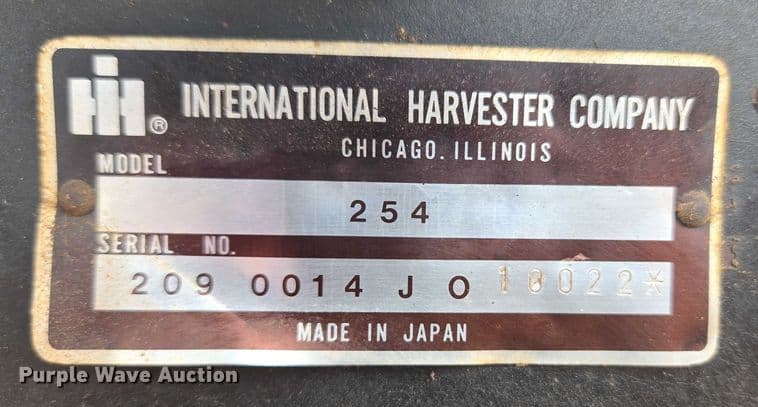 IH® INTERNATIONAL HARVESTER COMPANY
CHICAGO. ILLINOIS
MODEL
254
SERIAL NO.
209 0014 J O 10022*
MADE IN JAPAN
Purple Wave Auction